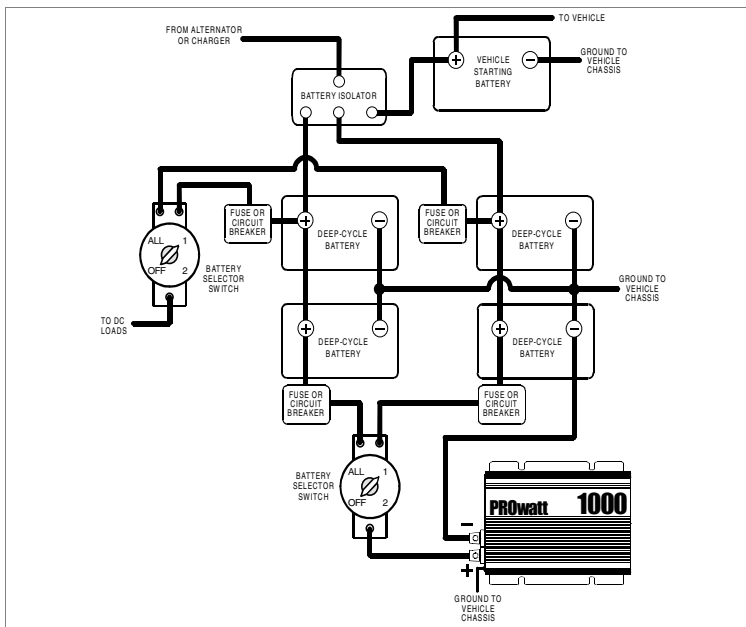 FROM ALTERNATOR
OR CHARGER
TO VEHICLE
BATTERY ISOLATOR
+
VEHICLE
STARTING
BATTERY
−
GROUND TO
VEHICLE
CHASSIS
FUSE OR
CIRCUIT
BREAKER
+
−
DEEP-CYCLE
BATTERY
FUSE OR
CIRCUIT
BREAKER
+
−
DEEP-CYCLE
BATTERY
ALL 1
OFF 2
BATTERY
SELECTOR
SWITCH
TO DC
LOADS
GROUND TO
VEHICLE
CHASSIS
+
−
DEEP-CYCLE
BATTERY
+
−
DEEP-CYCLE
BATTERY
FUSE OR
CIRCUIT
BREAKER
FUSE OR
CIRCUIT
BREAKER
BATTERY
SELECTOR
SWITCH
ALL 1
OFF 2
PROwatt 1000
−
+
GROUND TO
VEHICLE
CHASSIS